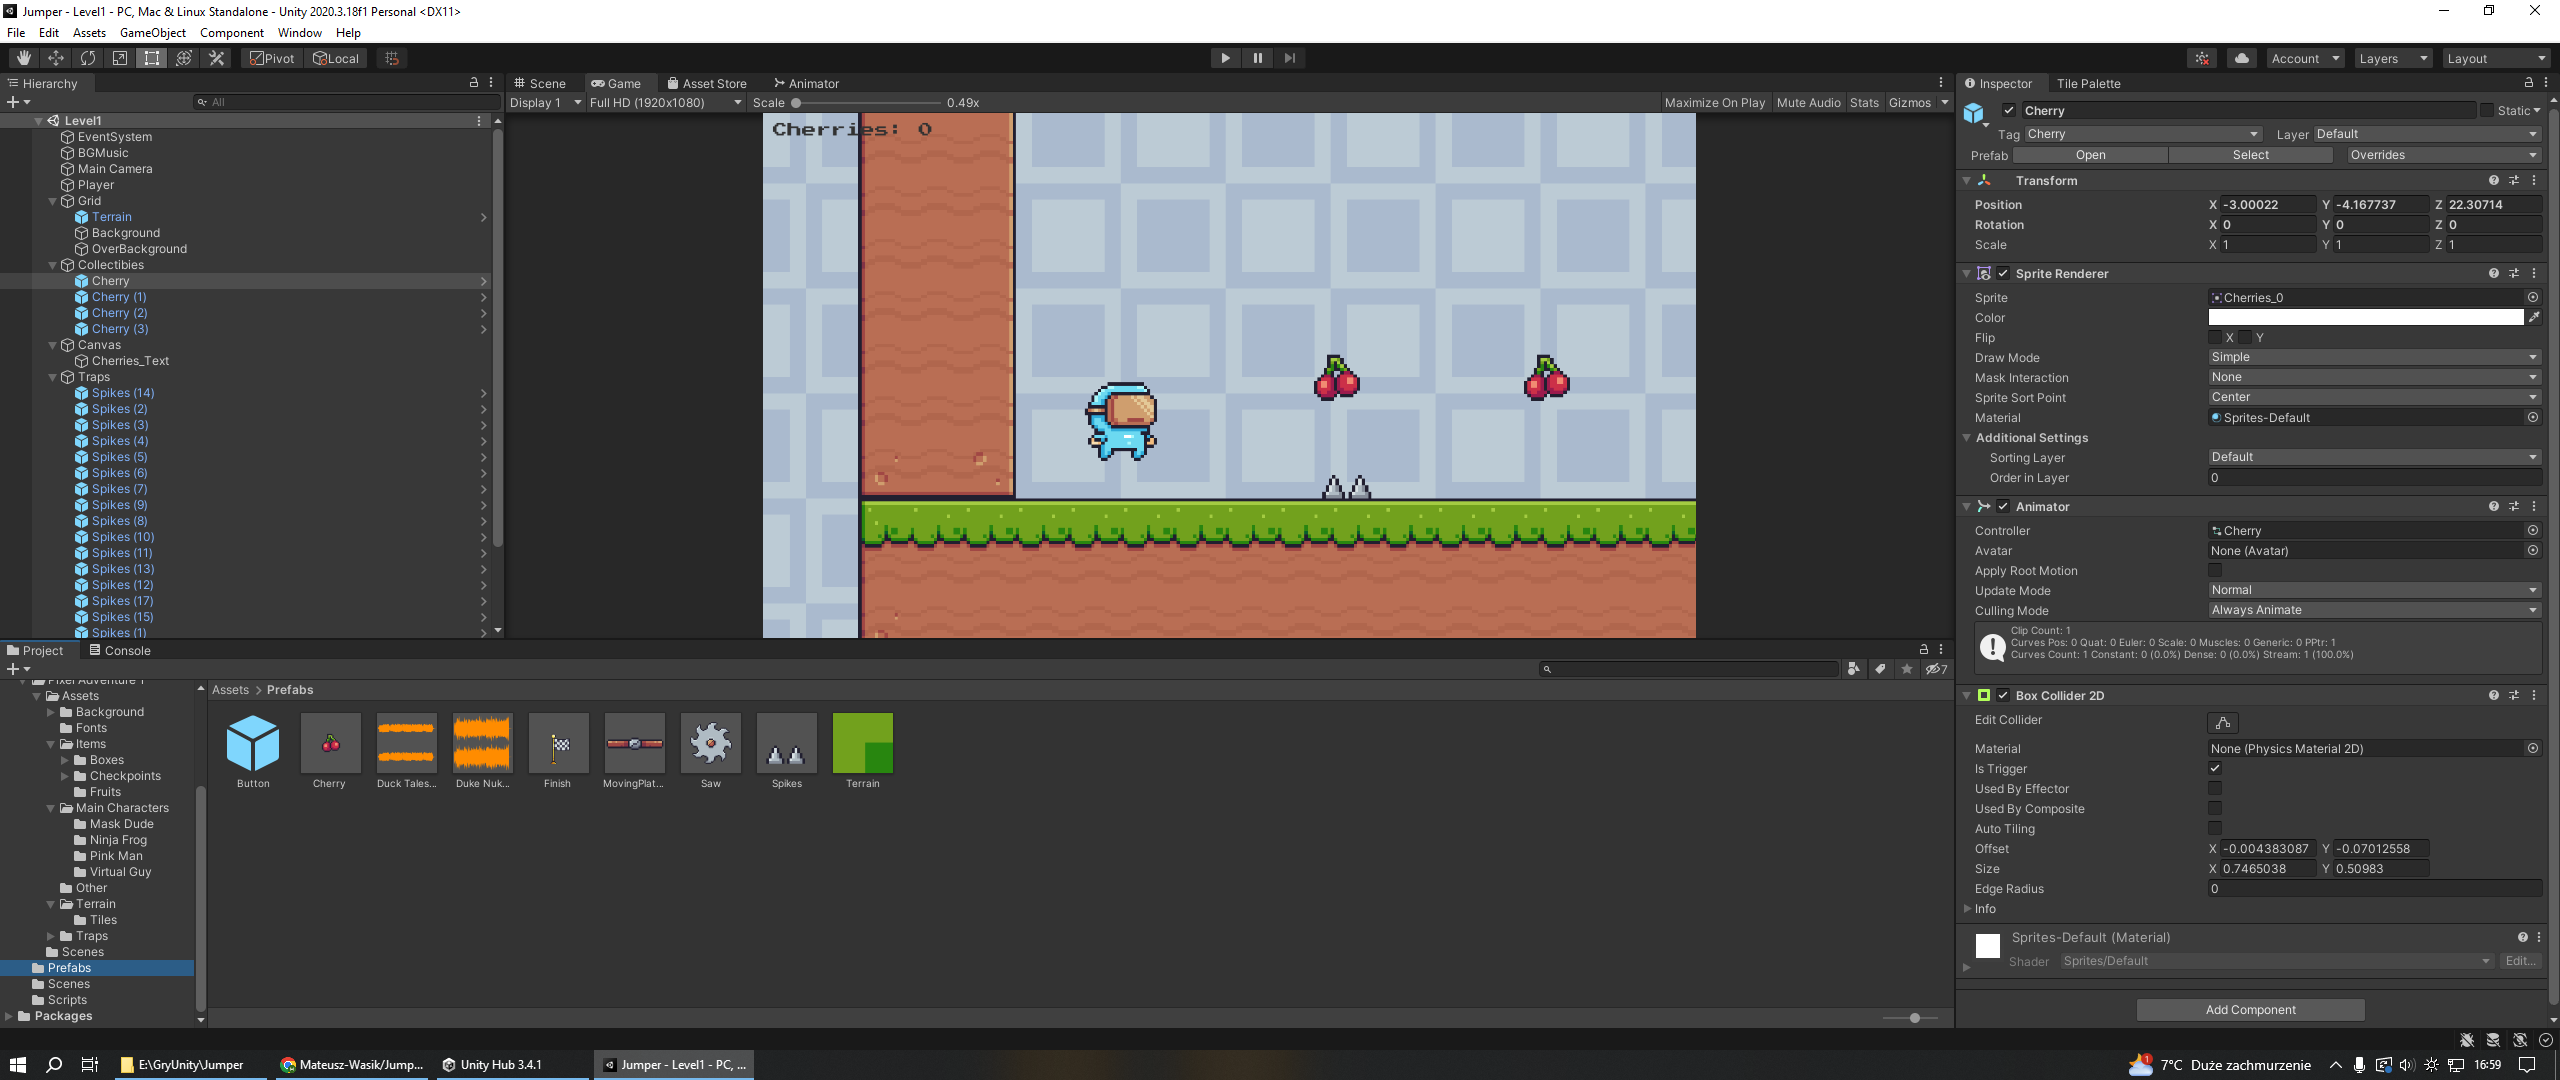 Jumper - Level1 - PC, Mac & Linux Standalone - Unity 2020.3.18f1 Personal <DX11>
File Edit Assets GameObject Component Window Help
Pivot Local
Account Layers Layout
Hierarchy
All
Level1
EventSystem
BGMusic
Main Camera
Player
Grid
Terrain
Background
OverBackground
Collectibies
Cherry
Cherry (1)
Cherry (2)
Cherry (3)
Canvas
Cherries_Text
Traps
Spikes (14)
Spikes (2)
Spikes (3)
Spikes (4)
Spikes (5)
Spikes (6)
Spikes (7)
Spikes (9)
Spikes (8)
Spikes (10)
Spikes (11)
Spikes (13)
Spikes (12)
Spikes (17)
Spikes (15)
Spikes (1)
Scene Game Asset Store Animator
Display 1 Full HD (1920x1080) Scale 0.49x Maximize On Play Mute Audio Stats Gizmos
Cherries: 0
Inspector Tile Palette
Cherry Static
Tag Cherry Layer Default
Prefab Open Select Overrides
Transform
Position X -3.00022 Y -4.167737 Z 22.30714
Rotation X 0 Y 0 Z 0
Scale X 1 Y 1 Z 1
Sprite Renderer
Sprite Cherries_0
Color
Flip X Y
Draw Mode Simple
Mask Interaction None
Sprite Sort Point Center
Material Sprites-Default
Additional Settings
Sorting Layer Default
Order in Layer 0
Animator
Controller Cherry
Avatar None (Avatar)
Apply Root Motion
Update Mode Normal
Culling Mode Always Animate
Clip Count: 1
Curves Pos: 0 Quat: 0 Euler: 0 Scale: 0 Muscles: 0 Generic: 0 PPtr: 1
Curves Count: 1 Constant: 0 (0.0%) Dense: 0 (0.0%) Stream: 1 (100.0%)
Box Collider 2D
Edit Collider
Material None (Physics Material 2D)
Is Trigger
Used By Effector
Used By Composite
Auto Tiling
Offset X -0.004383087 Y -0.07012558
Size X 0.7465038 Y 0.50983
Edge Radius 0
Info
Sprites-Default (Material)
Shader Sprites/Default Edit...
Add Component
Project Console
7
Pixel Adventure 1
Assets
Background
Fonts
Items
Boxes
Checkpoints
Fruits
Main Characters
Mask Dude
Ninja Frog
Pink Man
Virtual Guy
Other
Terrain
Tiles
Traps
Scenes
Prefabs
Scenes
Scripts
Packages
Assets > Prefabs
Button Cherry Duck Tales... Duke Nuk... Finish MovingPlat... Saw Spikes Terrain
E:\GryUnity\Jumper Mateusz-Wasik/Jump... Unity Hub 3.4.1 Jumper - Level1 - PC, ...
1 7°C Duże zachmurzenie 16:59